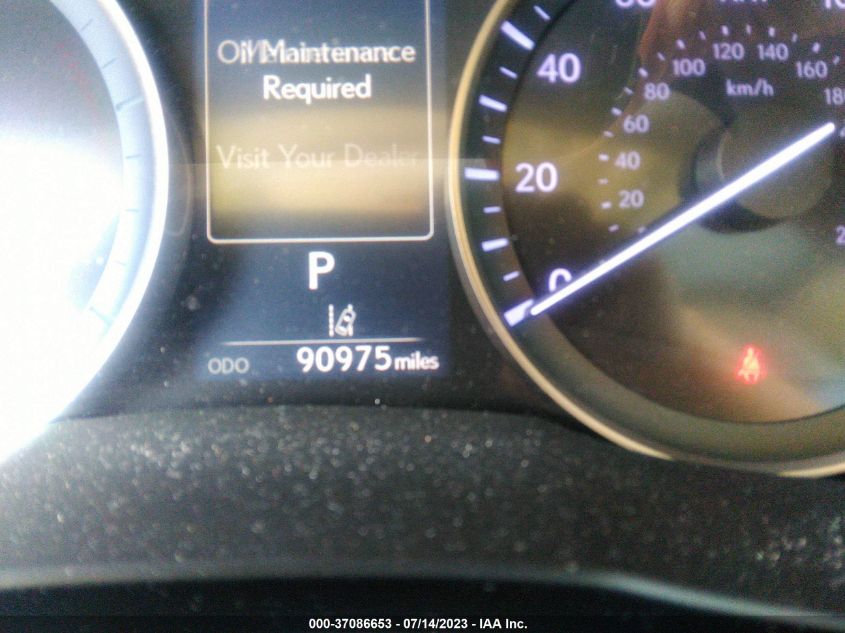 Oil Maintenance
Required
Visit Your Dealer
P
ODO 90975 miles
0
20
40
20
40
60
80
100
120
140
160
180
km/h
000-37086653 - 07/14/2023 - IAA Inc.